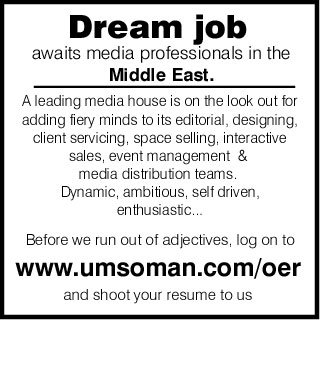 Dream job
awaits media professionals in the
Middle East.
A leading media house is on the look out for
adding fiery minds to its editorial, designing,
client servicing, space selling, interactive
sales, event management &
media distribution teams.
Dynamic, ambitious, self driven,
enthusiastic...
Before we run out of adjectives, log on to
www.umsoman.com/oer
and shoot your resume to us